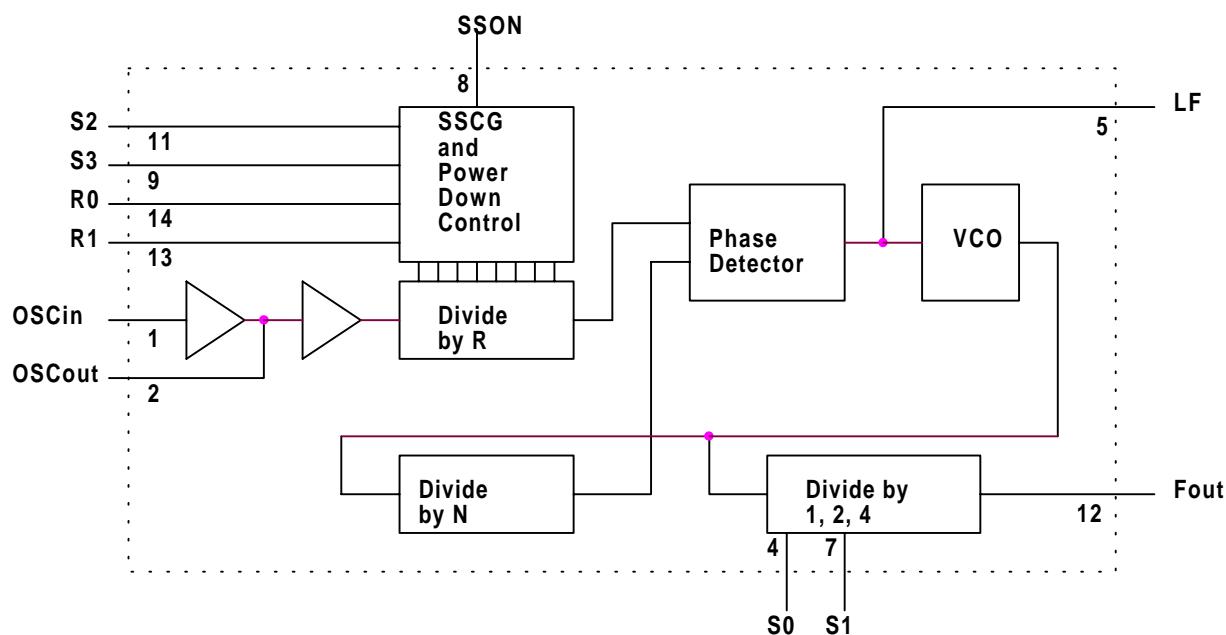 SSON
8
S2
11
S3
9
R0
14
R1
13
SSCG
and
Power
Down
Control
LF
5
Phase
Detector
VCO
OSCin
1
OSCout
2
Divide
by R
Divide
by N
Divide by
1, 2, 4
Fout
12
4
7
S0
S1